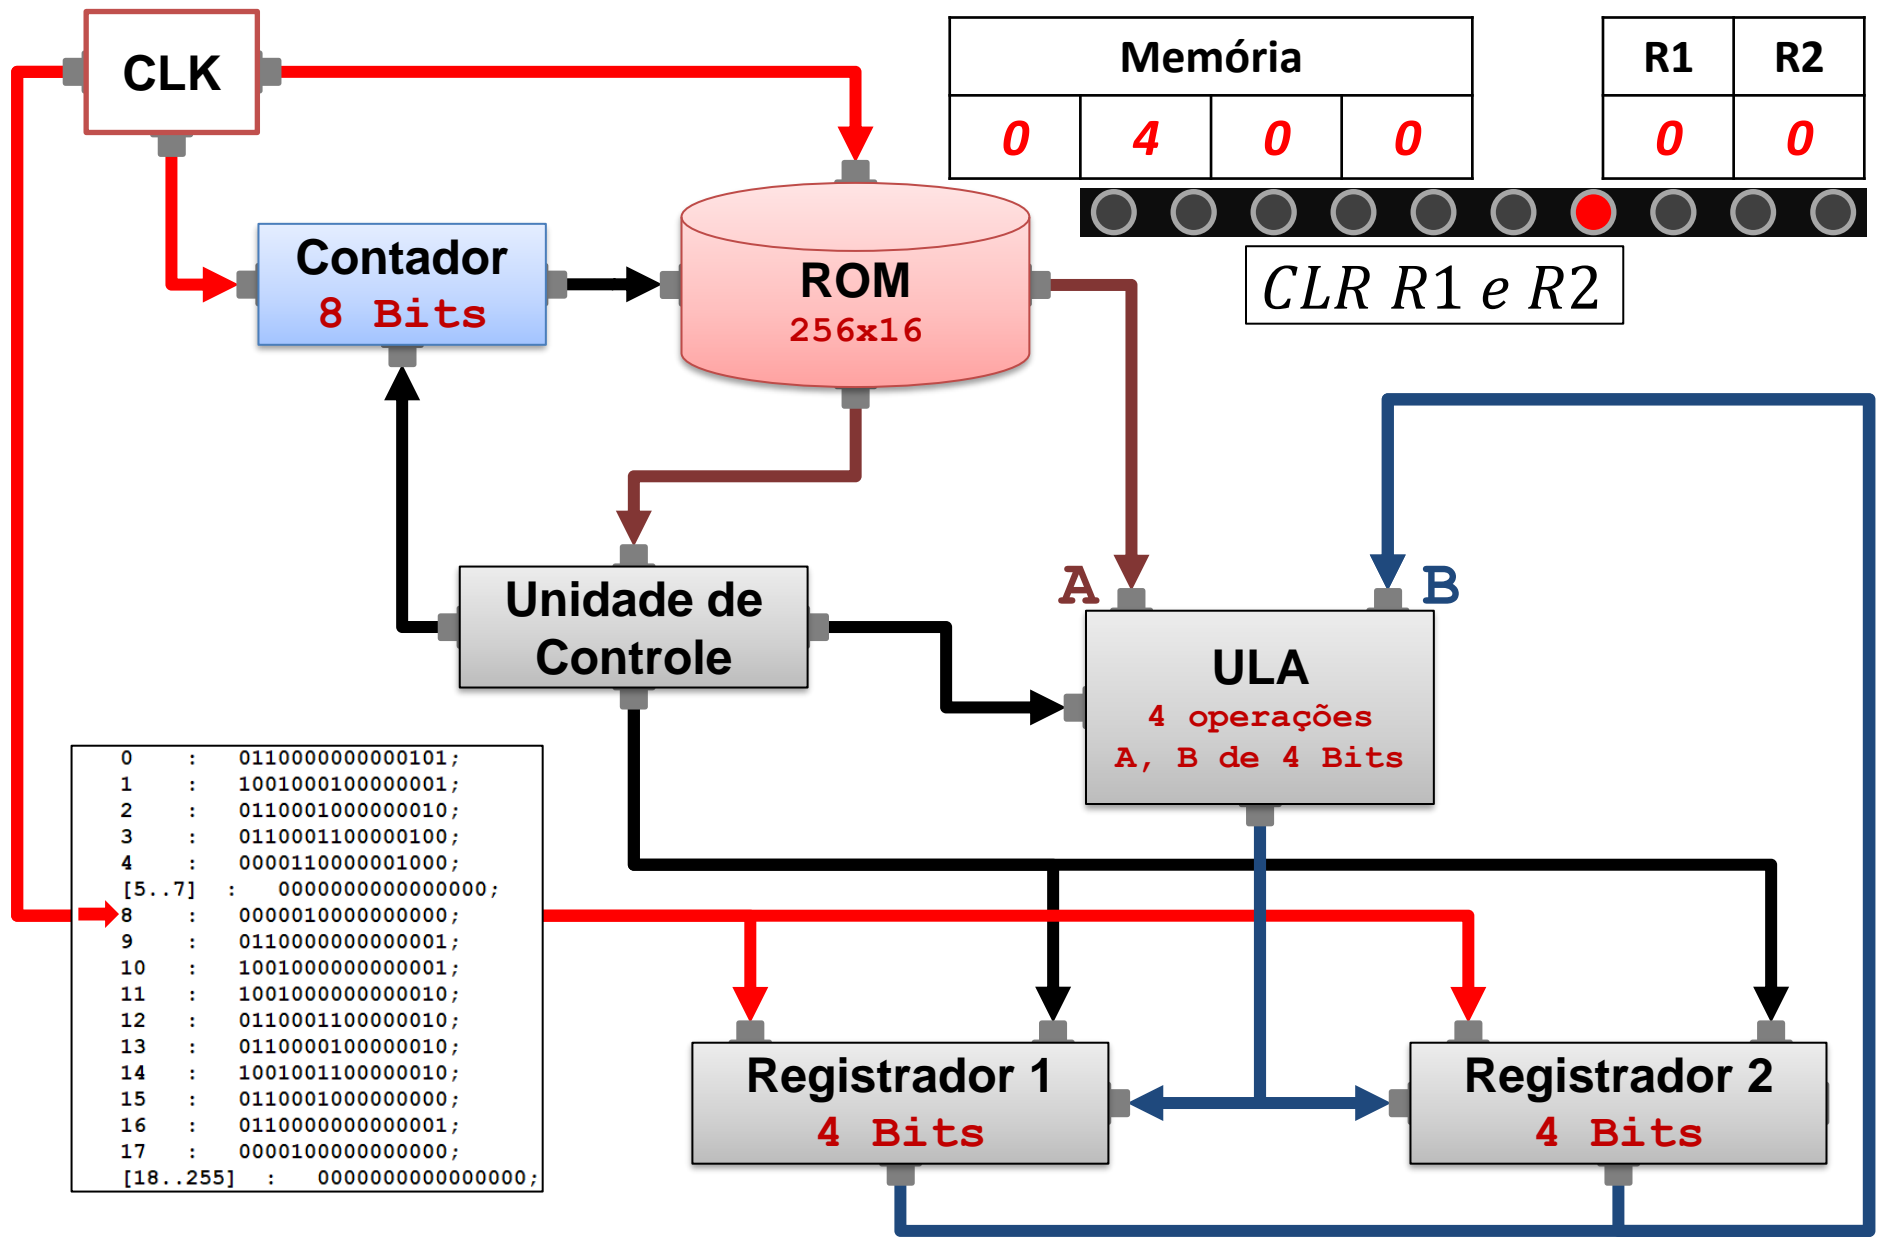 CLK
Memória
R1 R2
0 4 0 0
0 0
Contador
8 Bits
ROM
256x16
CLR R1 e R2
A
B
Unidade de
Controle
ULA
4 operações
A, B de 4 Bits
0 : 0110000000000101;
1 : 1001000100000001;
2 : 0110001000000010;
3 : 0110001100000100;
4 : 0000110000001000;
[5..7] : 0000000000000000;
8 : 0000010000000000;
9 : 0110000000000001;
10 : 1001000000000001;
11 : 1001000000000010;
12 : 0110001100000010;
13 : 0110000100000010;
14 : 1001001100000010;
15 : 0110001000000000;
16 : 0110000000000001;
17 : 0000100000000000;
[18..255] : 0000000000000000;
Registrador 1
4 Bits
Registrador 2
4 Bits